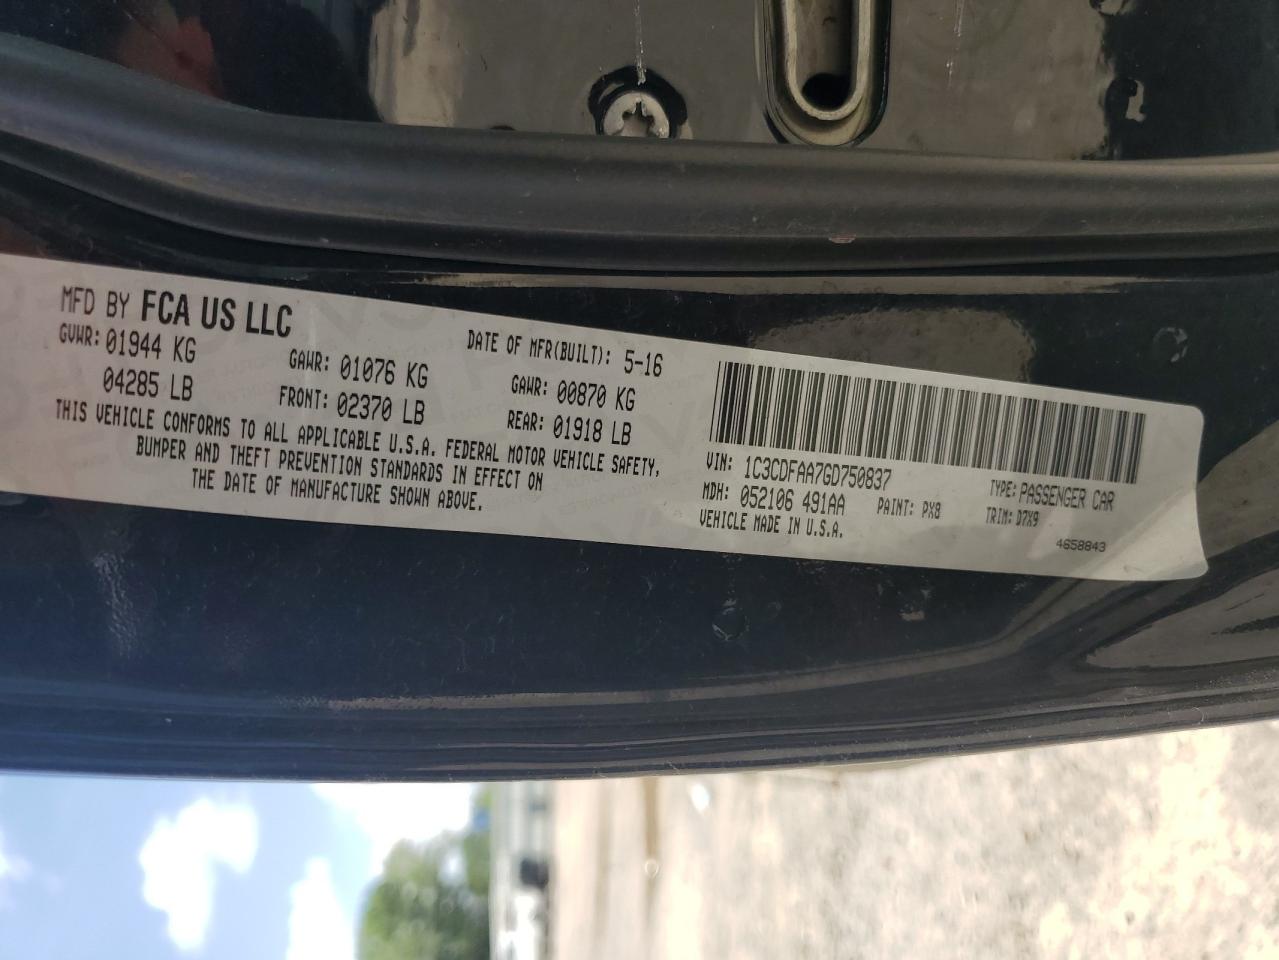 MFD BY FCA US LLC
DATE OF MFR(BUILT): 5-16
GVWR: 01944 KG
04285 LB
GAWR: 01076 KG
FRONT: 02370 LB
GAWR: 00870 KG
REAR: 01918 LB
THIS VEHICLE CONFORMS TO ALL APPLICABLE U.S.A. FEDERAL MOTOR VEHICLE SAFETY,
BUMPER AND THEFT PREVENTION STANDARDS IN EFFECT ON
THE DATE OF MANUFACTURE SHOWN ABOVE.
VIN: 1C3CDFAA7GD750837
TYPE: PASSENGER CAR
MDH: 052106 491AA
PAINT: PX8
TRIM: D7X9
VEHICLE MADE IN U.S.A.
4658843